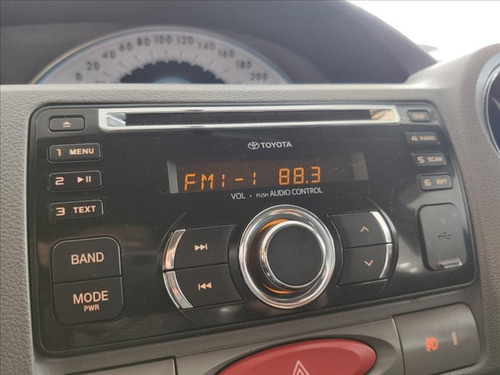 0 20 40 60 80 100 120 140 160 180 200
TOYOTA
1 MENU
2 ▸II
3 TEXT
4 RAND
5 SCAN
6 RPT
FM1-1 88.3
VOL • PUSH AUDIO CONTROL
BAND
MODE
PWR